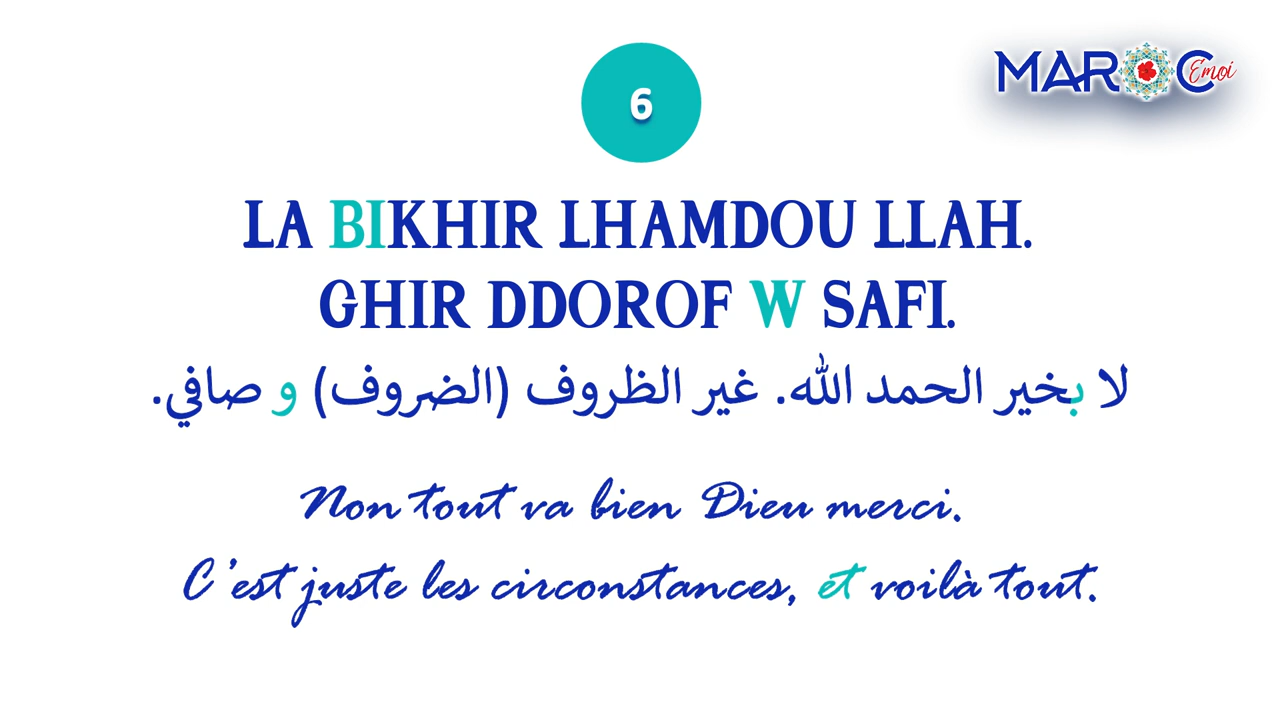 6
MAROC Emoi
LA BIKHIR LHAMDOU LLAH.
GHIR DDOROF W SAFI.
لا بخير الحمد الله. غير الظروف (الضروف) و صافي.
Non tout va bien Dieu merci.
C'est juste les circonstances, et voilà tout.